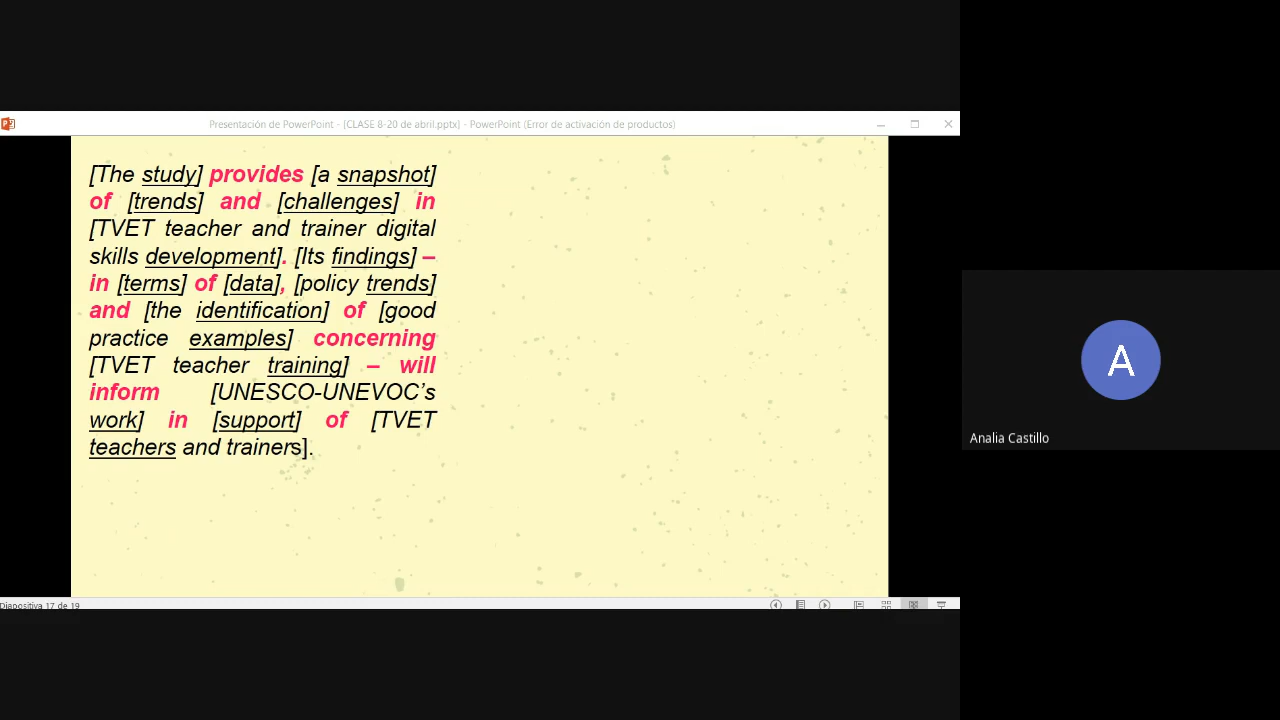 Presentación de PowerPoint - [CLASE 8-20 de abril.pptx] - PowerPoint (Error de activación de productos)
[The study] provides [a snapshot]
of [trends] and [challenges] in
[TVET teacher and trainer digital
skills development]. [Its findings] –
in [terms] of [data], [policy trends]
and [the identification] of [good
practice examples] concerning
[TVET teacher training] – will
inform [UNESCO-UNEVOC’s
work] in [support] of [TVET
teachers and trainers].
A
Analia Castillo
Diapositiva 17 de 19